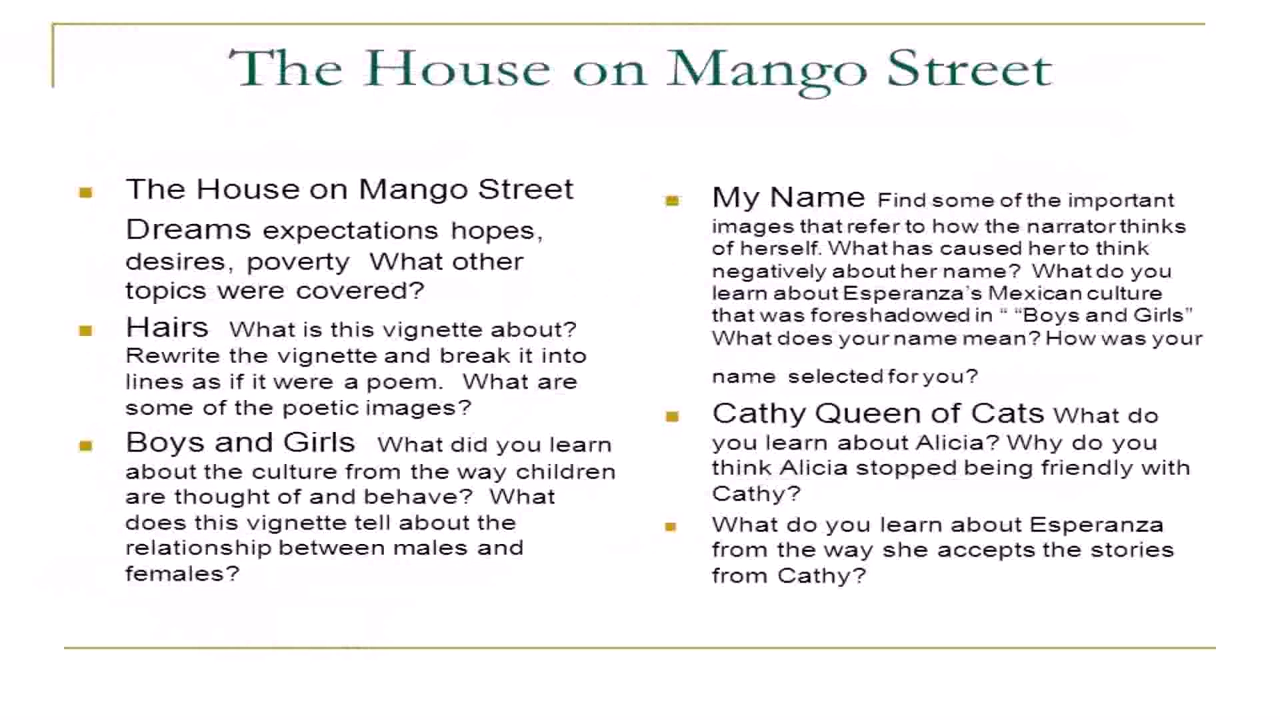 The House on Mango Street
The House on Mango Street
Dreams expectations hopes,
desires, poverty What other
topics were covered?
Hairs What is this vignette about?
Rewrite the vignette and break it into
lines as if it were a poem. What are
some of the poetic images?
Boys and Girls What did you learn
about the culture from the way children
are thought of and behave? What
does this vignette tell about the
relationship between males and
females?
My Name Find some of the important
images that refer to how the narrator thinks
of herself. What has caused her to think
negatively about her name? What do you
learn about Esperanza's Mexican culture
that was foreshadowed in " "Boys and Girls"
What does your name mean? How was your
name selected for you?
Cathy Queen of Cats What do
you learn about Alicia? Why do you
think Alicia stopped being friendly with
Cathy?
What do you learn about Esperanza
from the way she accepts the stories
from Cathy?